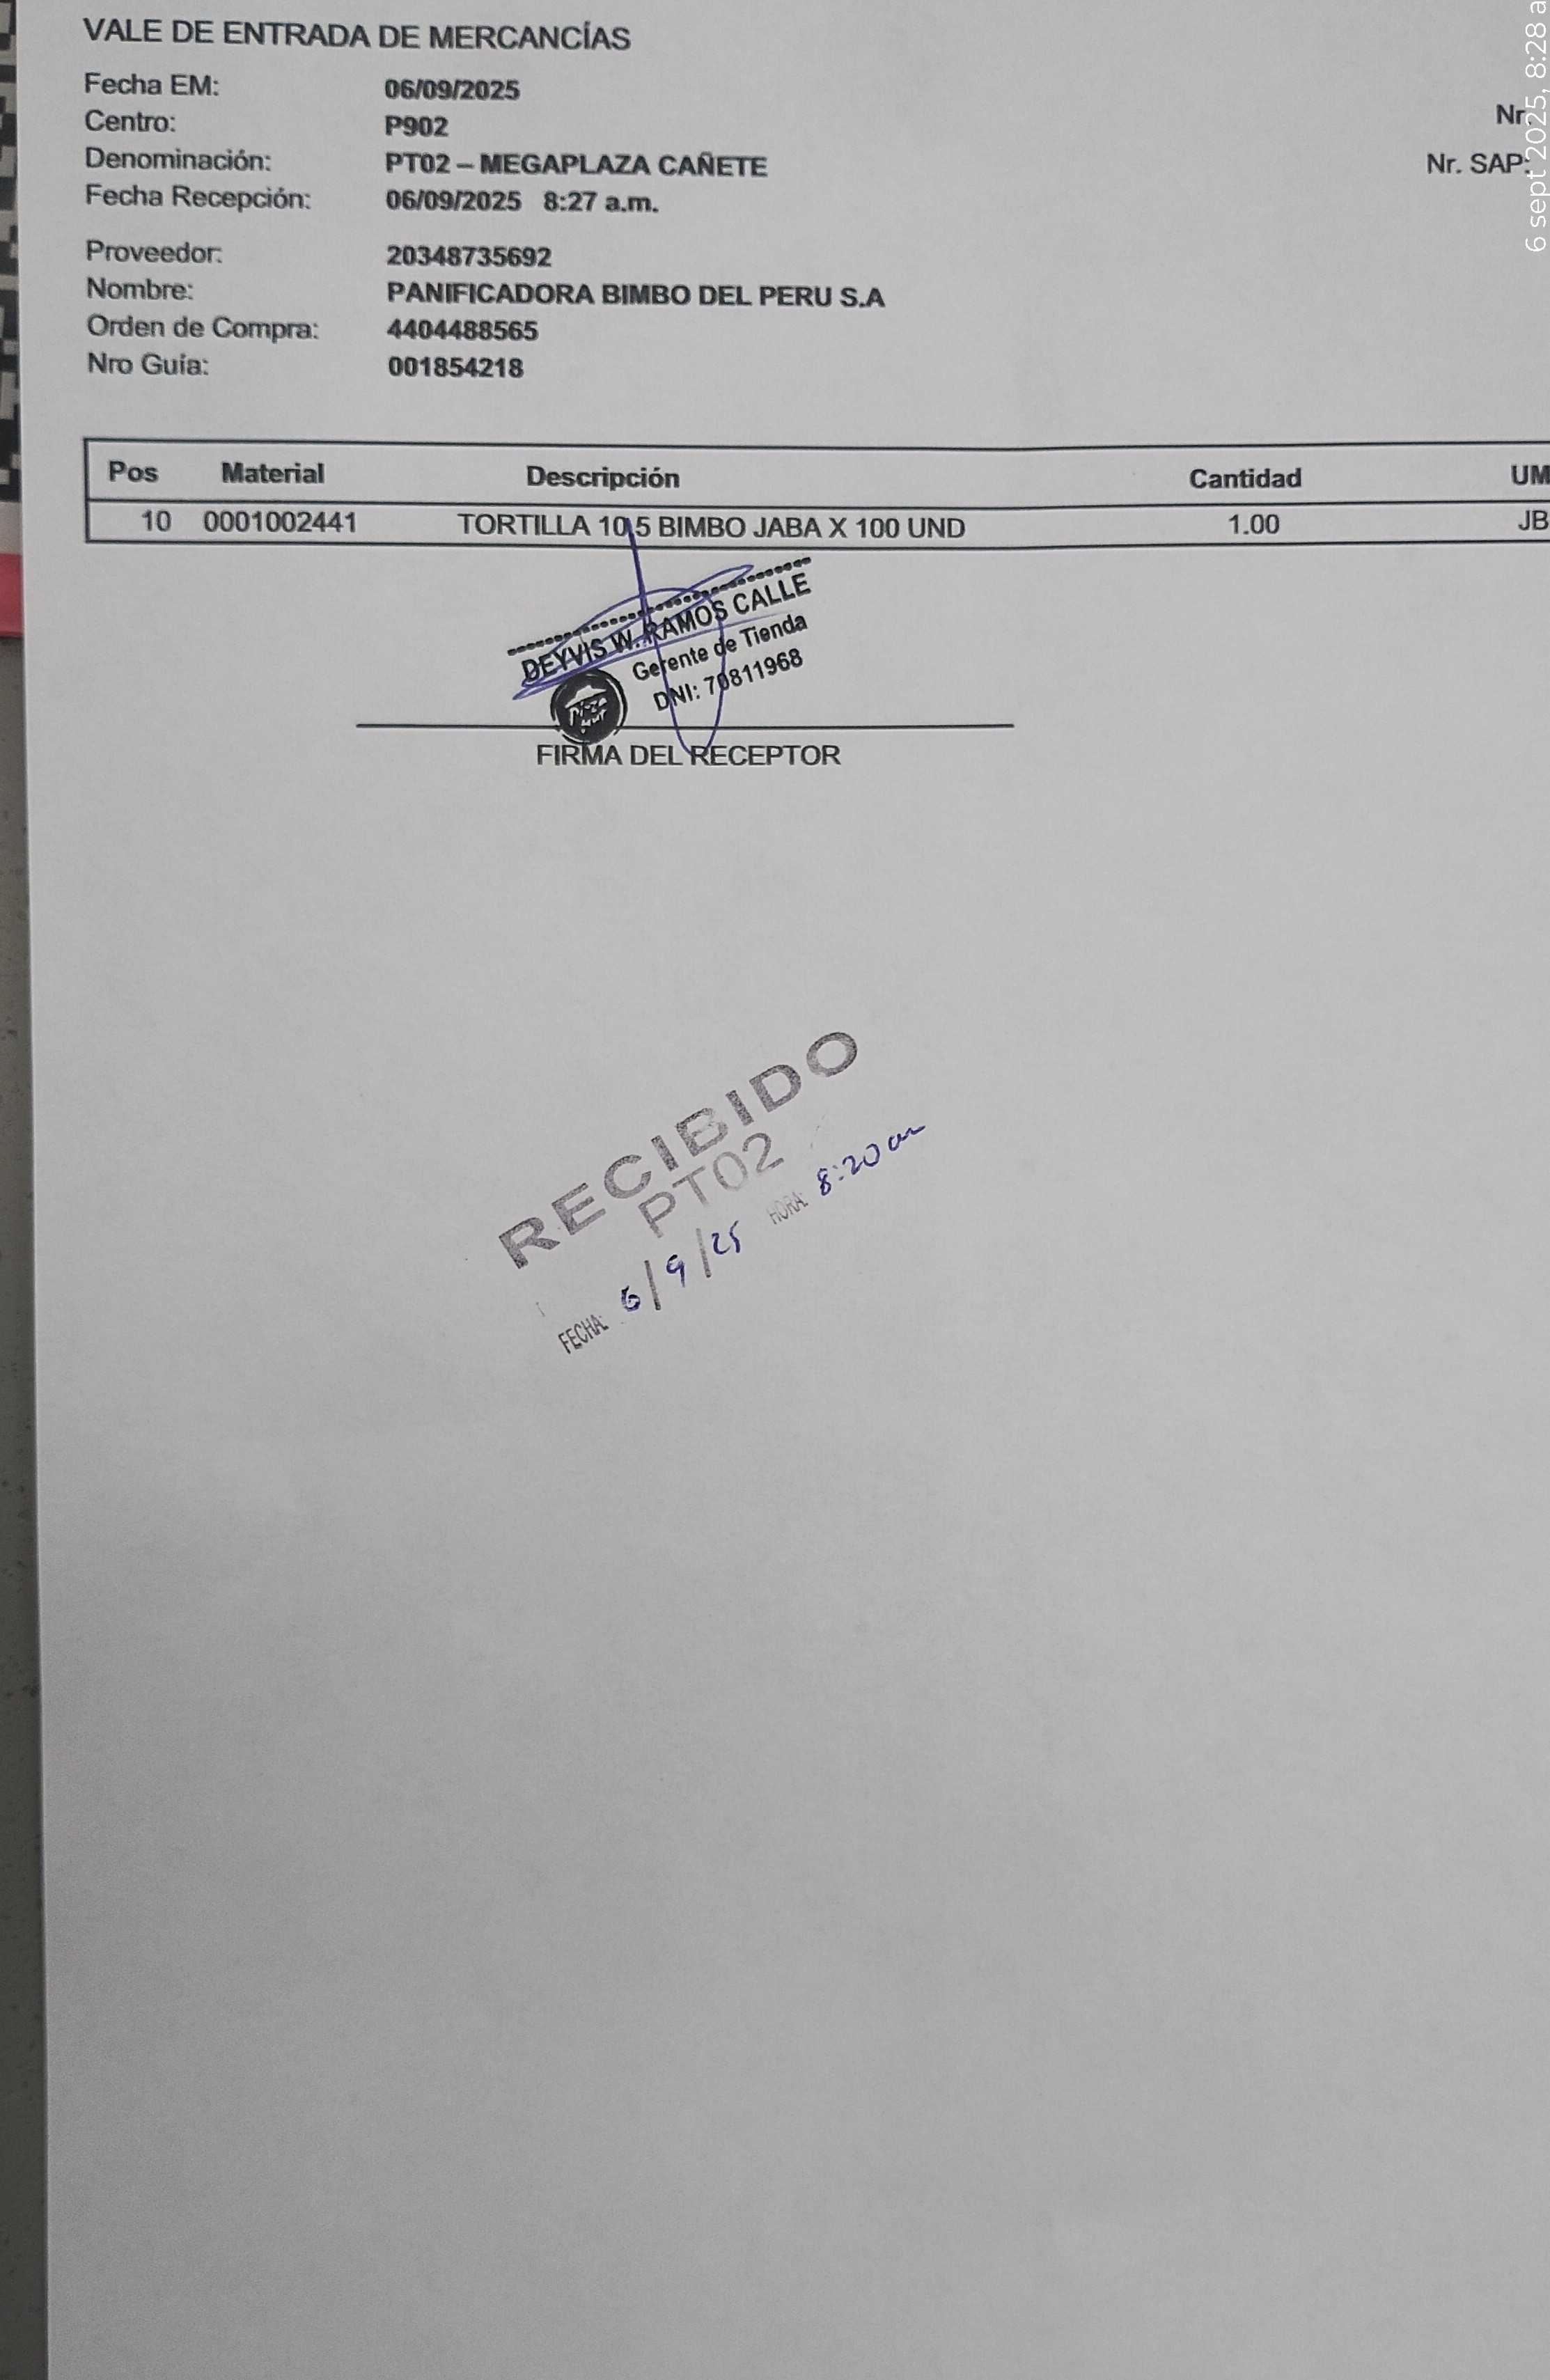 VALE DE ENTRADA DE MERCANCÍAS
Fecha EM: 06/09/2025
Centro: P902
Denominación: PT02 – MEGAPLAZA CAÑETE
Fecha Recepción: 06/09/2025 8:27 a.m.
Nr.
Nr. SAP:
Proveedor: 20348735692
Nombre: PANIFICADORA BIMBO DEL PERU S.A
Orden de Compra: 4404488565
Nro Guía: 001854218
Pos Material Descripción Cantidad UM
10 0001002441 TORTILLA 10,5 BIMBO JABA X 100 UND 1.00 JB
DEYVIS W. RAMOS CALLE
Gerente de Tienda
DNI: 70811968
FIRMA DEL RECEPTOR
RECIBIDO
PT02
FECHA: 6/9/25 HORA: 8:20 am
6 sept 2025, 8:28 a